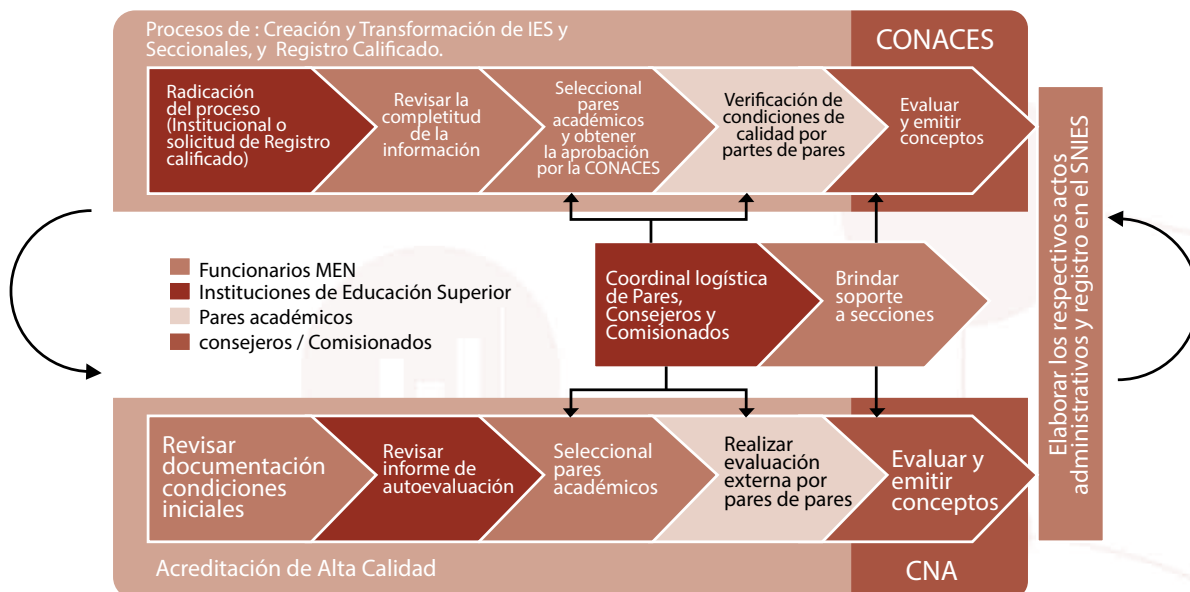 Procesos de : Creación y Transformación de IES y
Seccionales, y Registro Calificado.
CONACES
Radicación
del proceso
(Institucional o
solicitud de Registro
calificado)
Revisar la
completitud
de la
información
Seleccional
pares
académicos
y obtener
la aprobación
por la CONACES
Verificación de
condiciones de
calidad por
partes de pares
Evaluar
y emitir
conceptos
Funcionarios MEN
Instituciones de Educación Superior
Pares académicos
consejeros / Comisionados
Coordinal logística
de Pares,
Consejeros y
Comisionados
Brindar
soporte
a secciones
Elaborar los respectivos actos
administrativos y registro en el SNIES
Revisar
documentación
condiciones
iniciales
Revisar
informe de
autoevaluación
Seleccional
pares
académicos
Realizar
evaluación
externa por
pares de pares
Evaluar y
emitir
conceptos
Acreditación de Alta Calidad
CNA